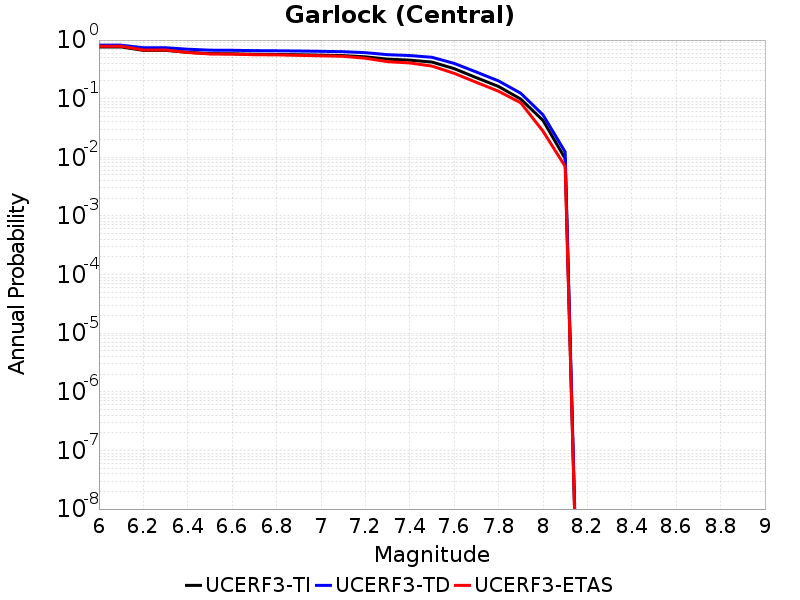 Garlock (Central)
Annual Probability
10^0
10^-1
10^-2
10^-3
10^-4
10^-5
10^-6
10^-7
10^-8
6 6.2 6.4 6.6 6.8 7 7.2 7.4 7.6 7.8 8 8.2 8.4 8.6 8.8 9
Magnitude
UCERF3-TI UCERF3-TD UCERF3-ETAS